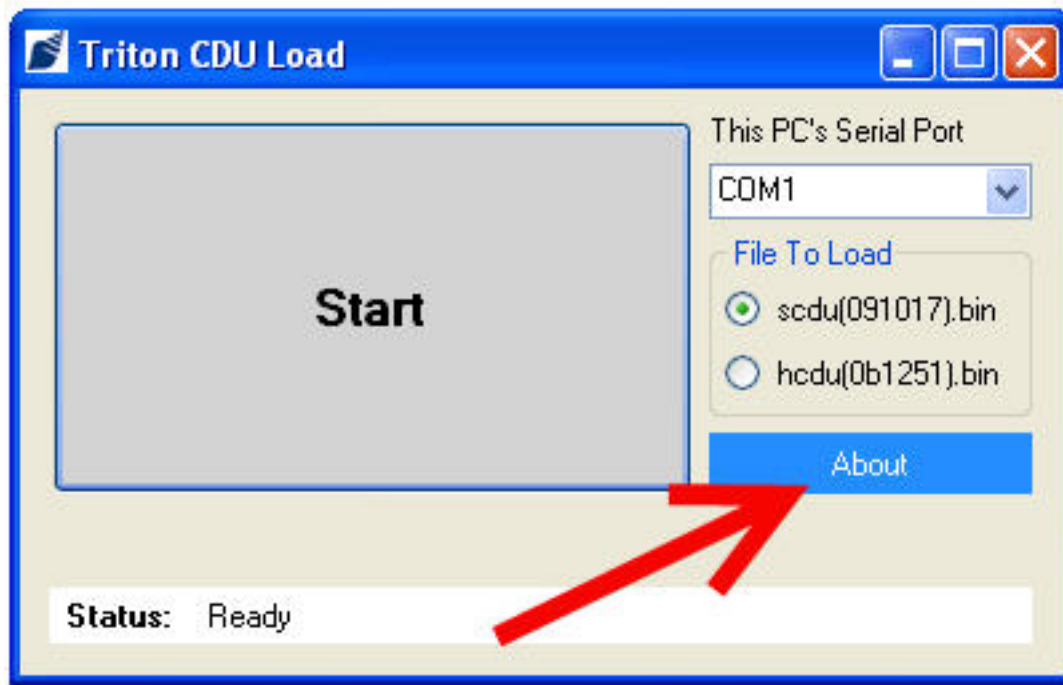 Triton CDU Load
Start
This PC's Serial Port
COM1
File To Load
scdu(091017).bin
hcdu(0b1251).bin
About
Status: Ready